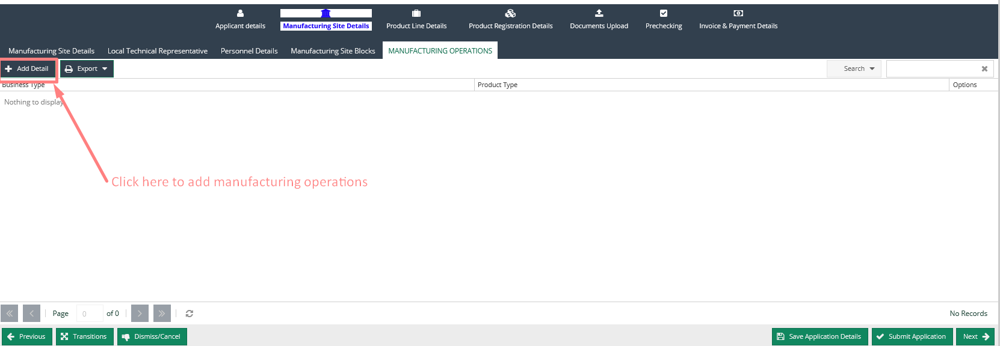 Applicant details
Manufacturing Site Details
Product Line Details
Product Registration Details
Documents Upload
Prechecking
Invoice & Payment Details
Manufacturing Site Details
Local Technical Representative
Personnel Details
Manufacturing Site Blocks
MANUFACTURING OPERATIONS
Add Detail
Export
Search
Business Type
Product Type
Options
Nothing to display
Click here to add manufacturing operations
Page 0 of 0
No Records
Previous
Transitions
Dismiss/Cancel
Save Application Details
Submit Application
Next